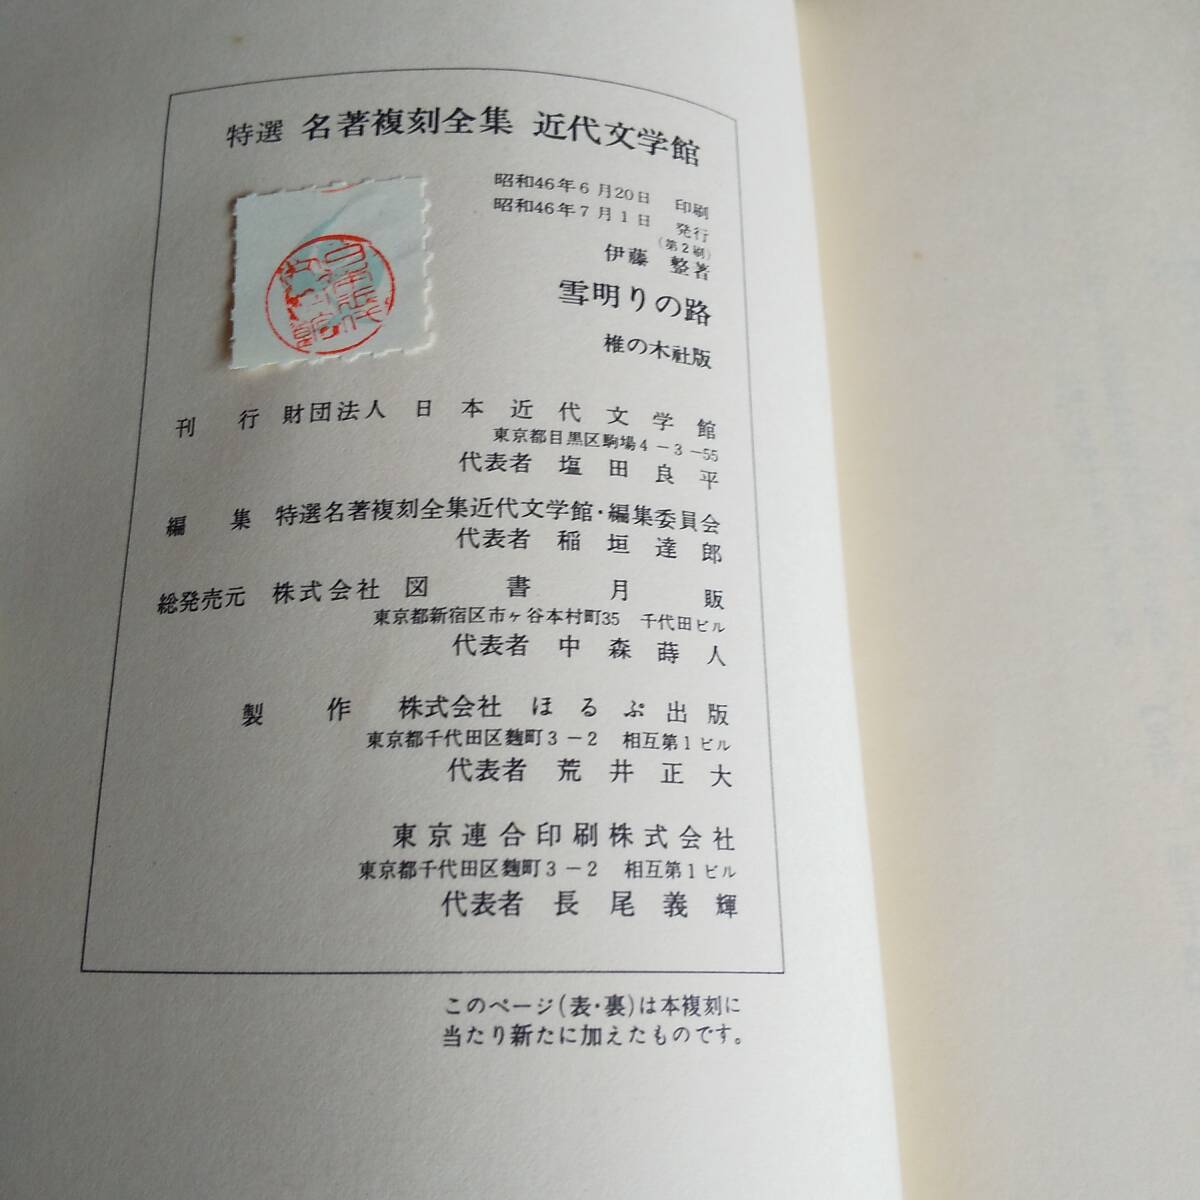 特選 名著複刻全集 近代文学館
昭和46年6月20日 印刷
昭和46年7月1日 発行
(第2刷)
伊藤 整著
雪明りの路
椎の木社版
刊行 財団法人 日本近代文学館
東京都目黒区駒場4-3-55
代表者 塩田良平
編集 特選名著複刻全集近代文学館・編集委員会
代表者 稲垣達郎
総発売元 株式会社 図書月販
東京都新宿区市ヶ谷本村町35 千代田ビル
代表者 中森蒔人
製作 株式会社 ほるぷ出版
東京都千代田区麹町3-2 相互第1ビル
代表者 荒井正大
東京連合印刷株式会社
東京都千代田区麹町3-2 相互第1ビル
代表者 長尾義輝
このページ(表・裏)は本複刻に
当たり新たに加えたものです。